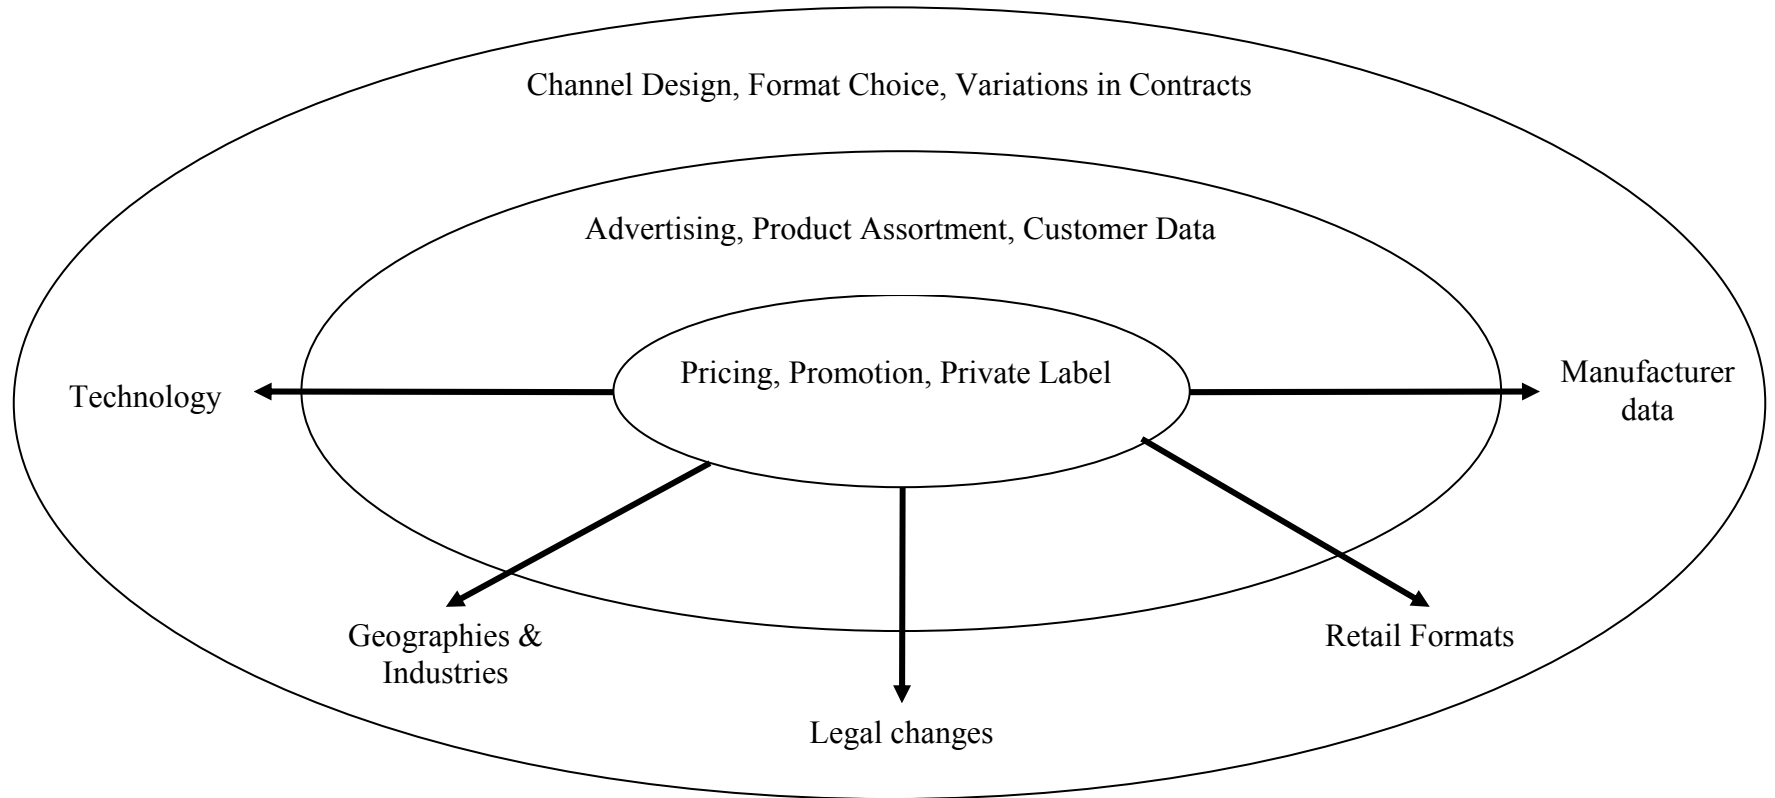 Channel Design, Format Choice, Variations in Contracts
Advertising, Product Assortment, Customer Data
Pricing, Promotion, Private Label
Technology
Manufacturer
data
Geographies &
Industries
Retail Formats
Legal changes